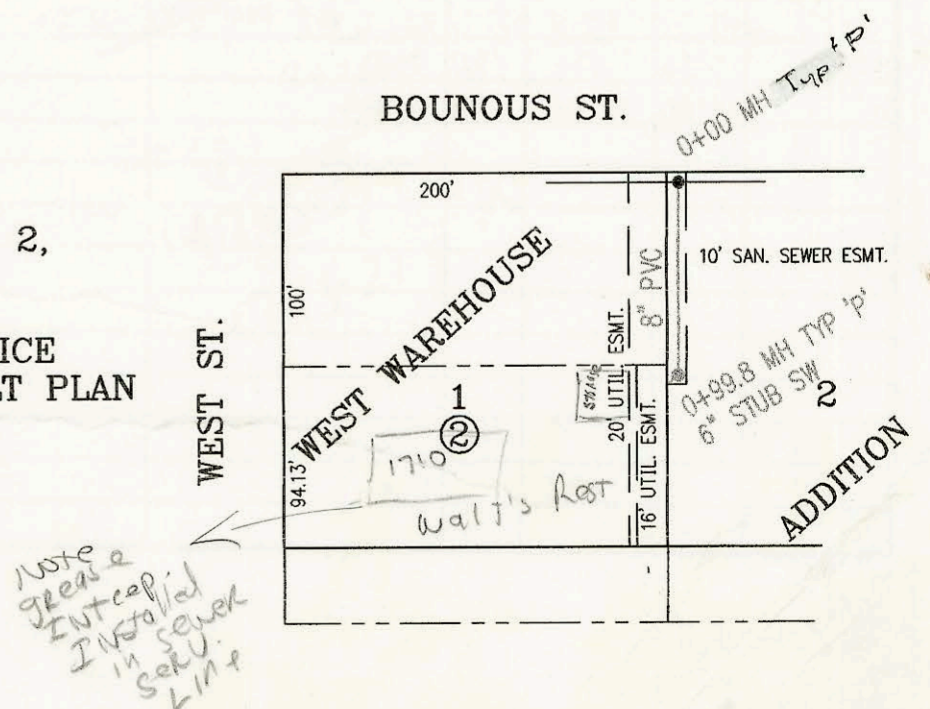 BOUNOUS ST.
0+00 MH Typ 'P'
200'
2,
10' SAN. SEWER ESMT.
8" PVC
100'
WEST WAREHOUSE
20' UTIL. ESMT.
ICE
T PLAN
WEST ST.
0+99.8 MH TYP 'P'
6" STUB SW
1
2
2
ADDITION
94.13'
1710
16' UTIL. ESMT.
Walt's Rest
Note
grease
INTcep.
INstalled
in sewer
serv.
Line